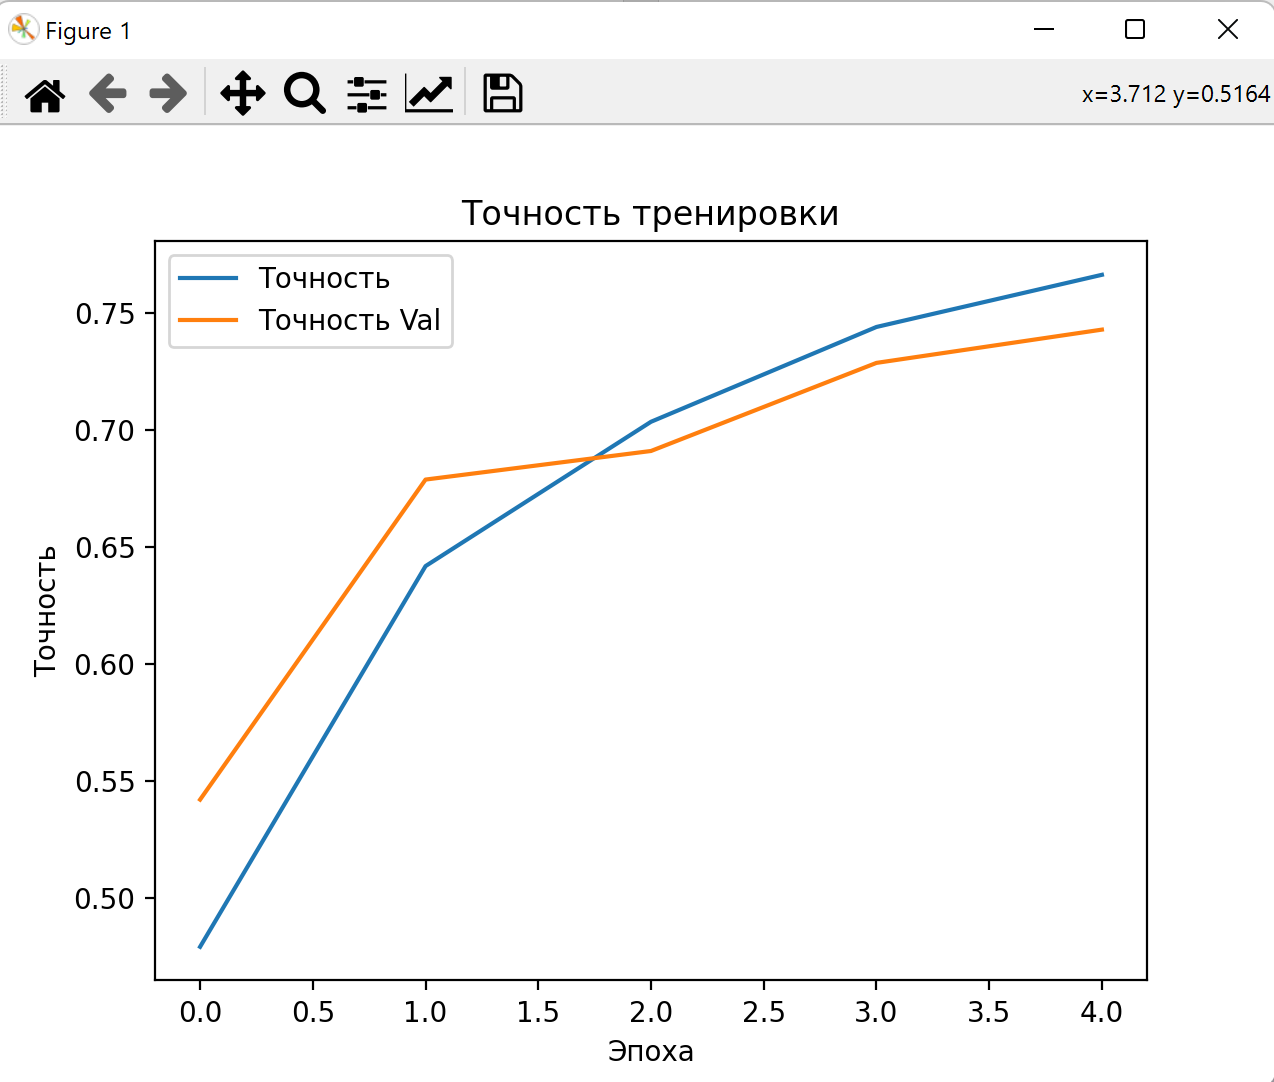 Figure 1
x=3.712 y=0.5164
Точность тренировки
Точность
Точность Val
0.75
0.70
0.65
0.60
0.55
0.50
Точность
0.0 0.5 1.0 1.5 2.0 2.5 3.0 3.5 4.0
Эпоха